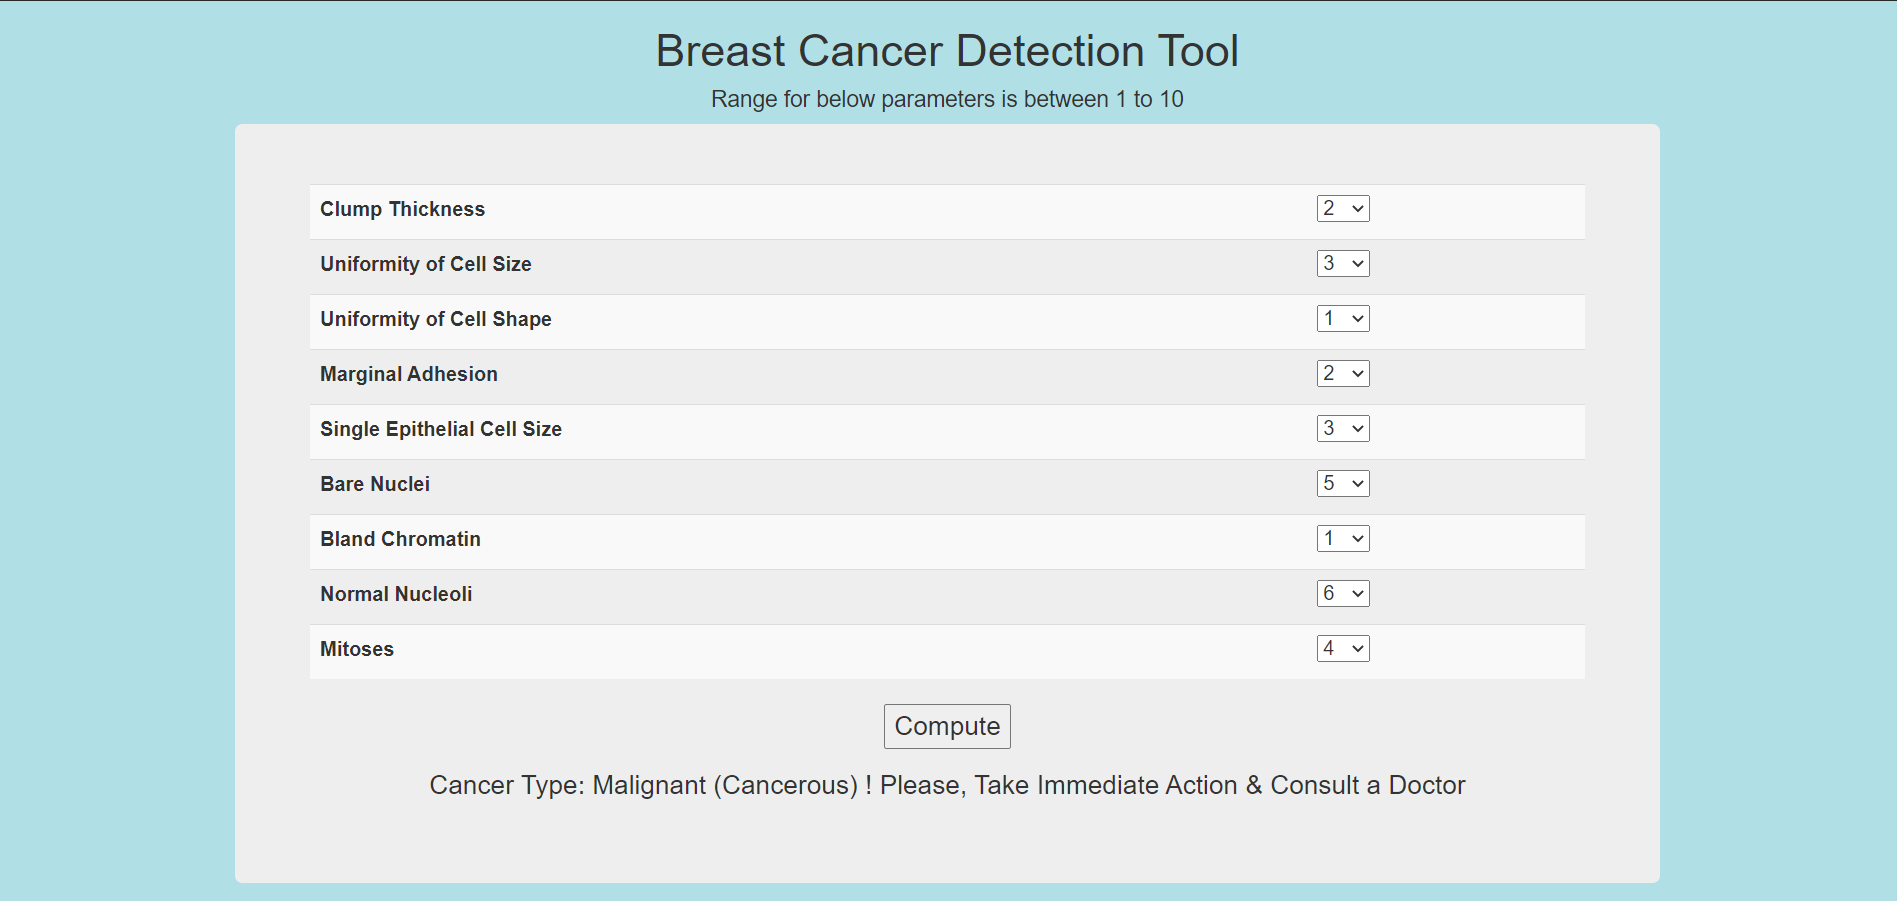 Breast Cancer Detection Tool
Range for below parameters is between 1 to 10
Clump Thickness 2
Uniformity of Cell Size 3
Uniformity of Cell Shape 1
Marginal Adhesion 2
Single Epithelial Cell Size 3
Bare Nuclei 5
Bland Chromatin 1
Normal Nucleoli 6
Mitoses 4
Compute
Cancer Type: Malignant (Cancerous) ! Please, Take Immediate Action & Consult a Doctor